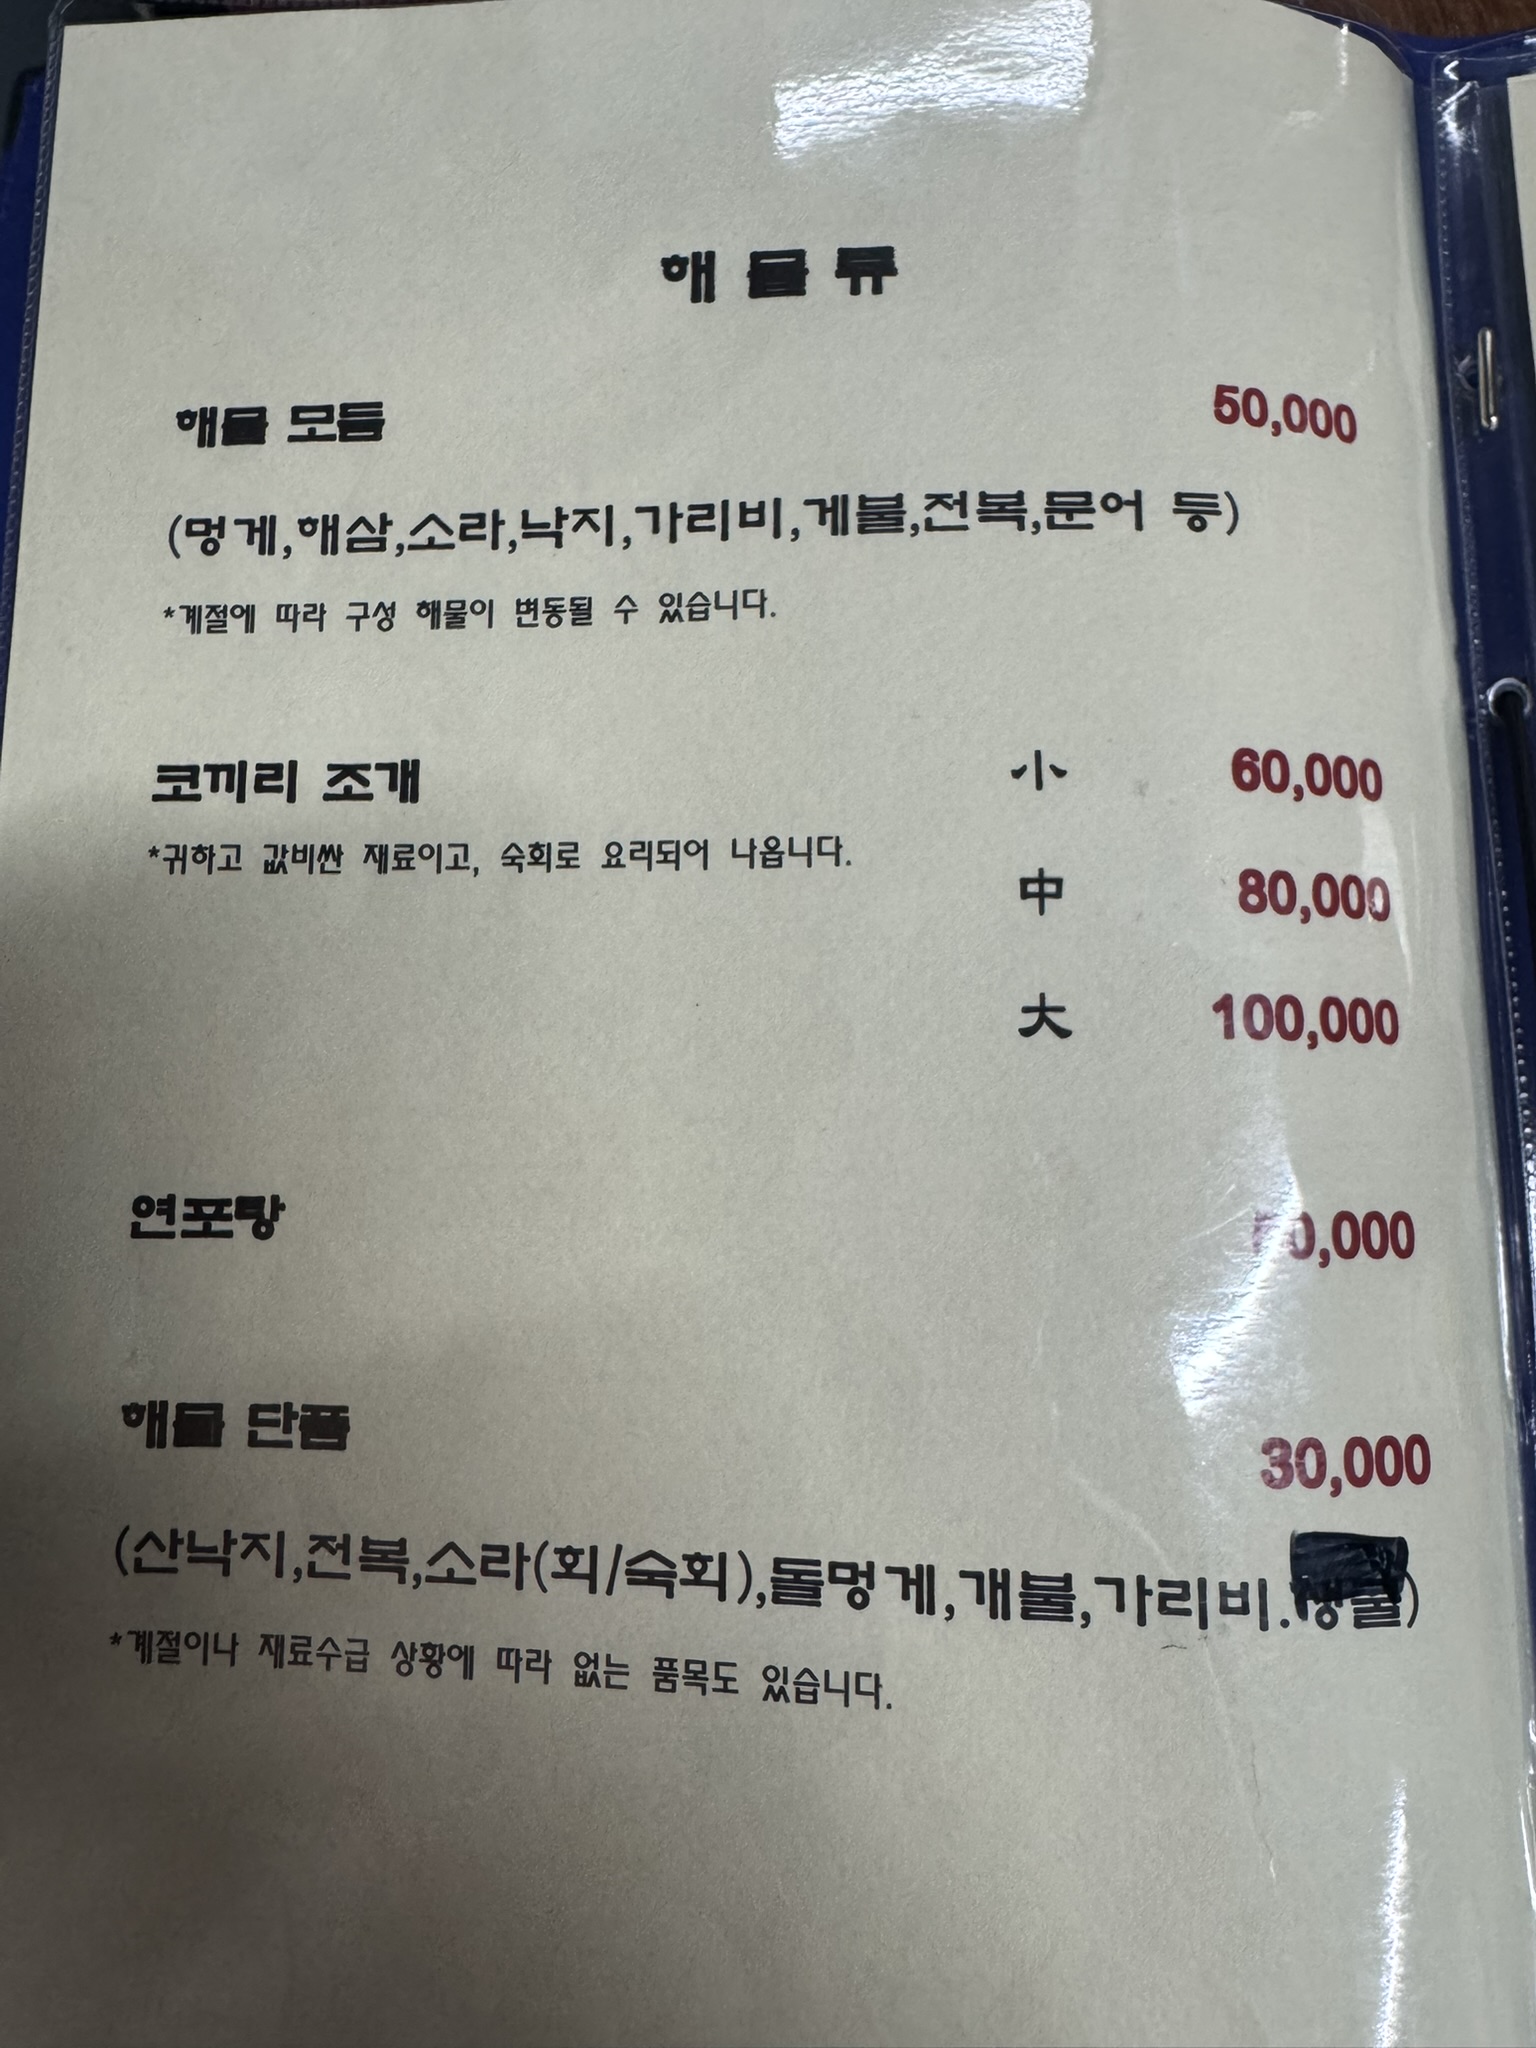 해물류
해물 모듬 50,000
(멍게,해삼,소라,낙지,가리비,게불,전복,문어 등)
*계절에 따라 구성 해물이 변동될 수 있습니다.
코끼리 조개 小 60,000
*귀하고 값비싼 재료이고, 숙회로 요리되어 나옵니다.
中 80,000
大 100,000
연포탕
해물 단품 30,000
(산낙지,전복,소라(회/숙회),돌멍게,개불,가리비.)
*계절이나 재료수급 상황에 따라 없는 품목도 있습니다.